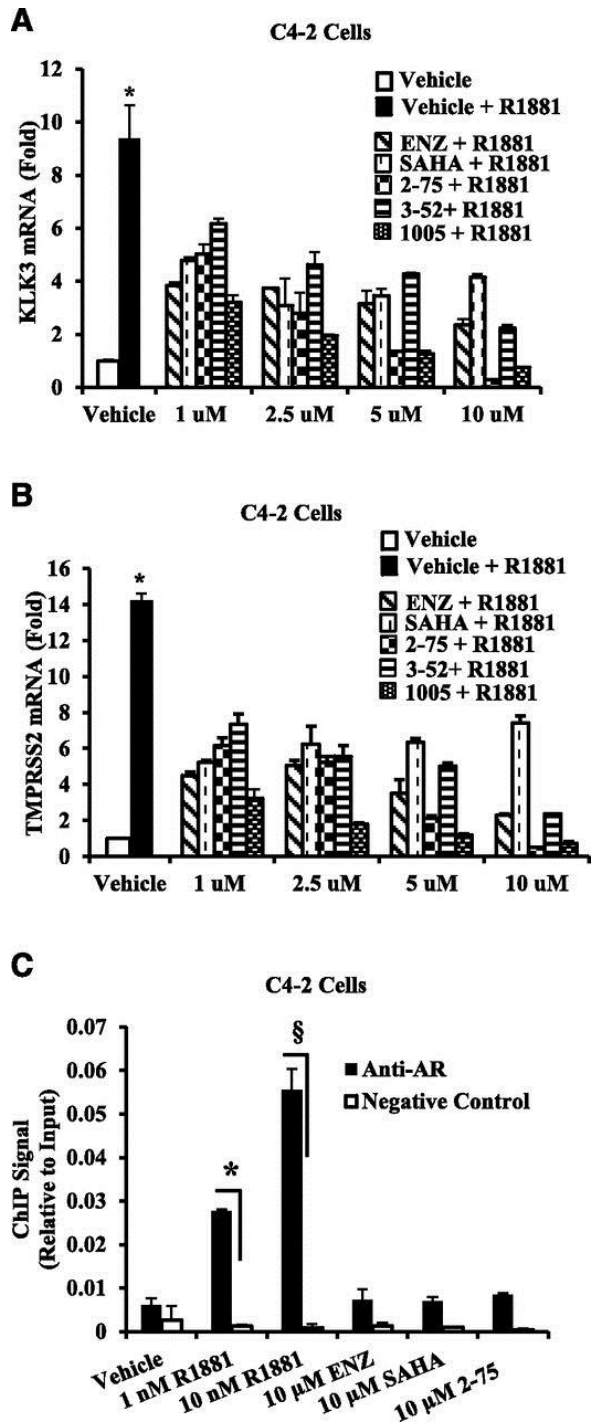 A
C4-2 Cells
KLK3 mRNA (Fold)
12
10
8
6
4
2
0
*
Vehicle
Vehicle + R1881
ENZ + R1881
SAHA + R1881
2-75 + R1881
3-52+ R1881
1005 + R1881
Vehicle
1 uM
2.5 uM
5 uM
10 uM
B
C4-2 Cells
TMPRSS2 mRNA (Fold)
16
14
12
10
8
6
4
2
0
*
Vehicle
Vehicle + R1881
ENZ + R1881
SAHA + R1881
2-75 + R1881
3-52+ R1881
1005 + R1881
Vehicle
1 uM
2.5 uM
5 uM
10 uM
C
C4-2 Cells
ChIP Signal
(Relative to Input)
0.07
0.06
0.05
0.04
0.03
0.02
0.01
0
*
§
Anti-AR
Negative Control
Vehicle
1 nM R1881
10 nM R1881
10 µM ENZ
10 µM SAHA
10 µM 2-75